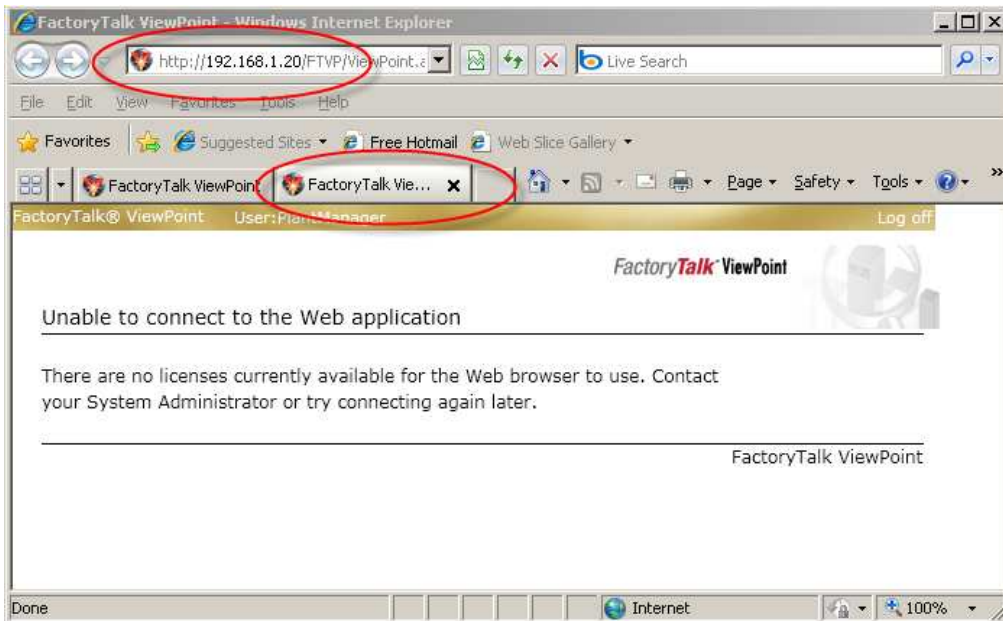 FactoryTalk ViewPoint - Windows Internet Explorer
http://192.168.1.20/FTVP/ViewPoint.a
Live Search
File Edit View Favorites Tools Help
Favorites Suggested Sites Free Hotmail Web Slice Gallery
FactoryTalk ViewPoint FactoryTalk Vie... Page Safety Tools »
FactoryTalk® ViewPoint User:PlantManager Log off
FactoryTalk ViewPoint
Unable to connect to the Web application
There are no licenses currently available for the Web browser to use. Contact
your System Administrator or try connecting again later.
FactoryTalk ViewPoint
Done Internet 100%